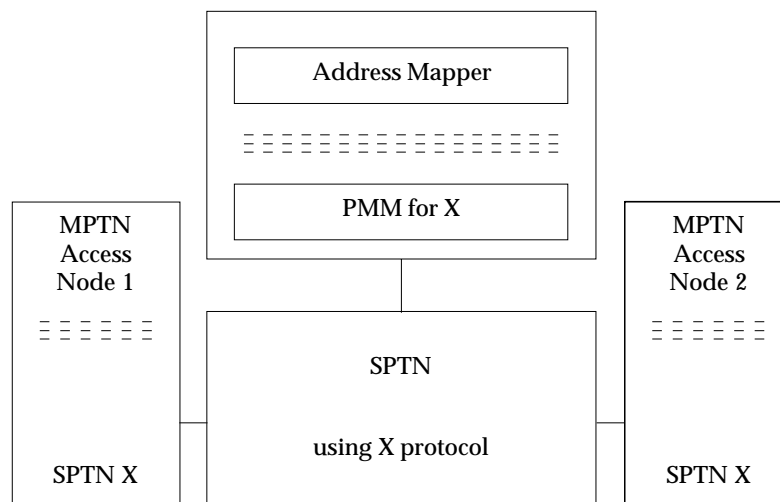 Address Mapper
PMM for X
MPTN
Access
Node 1
SPTN X
SPTN
using X protocol
MPTN
Access
Node 2
SPTN X